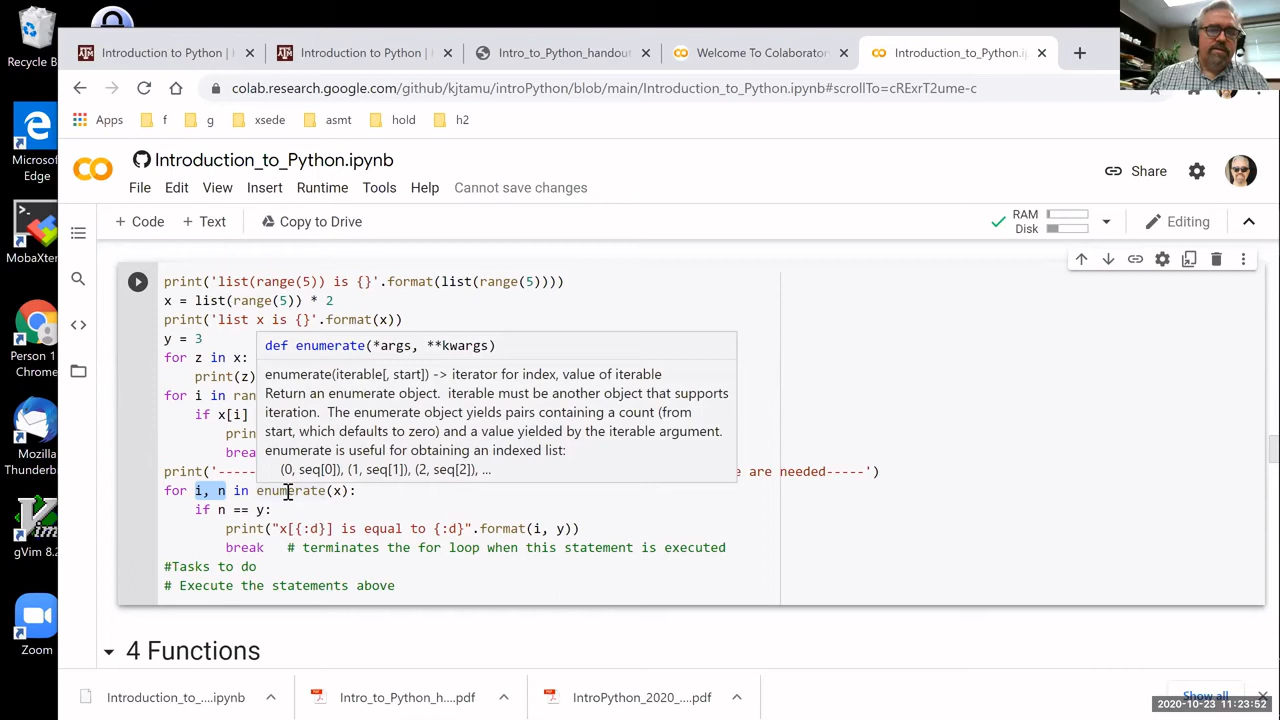 Recycle B
Introduction to Python | k
Introduction to Python
Intro_to_Python_handout
Welcome To Colaborator
Introduction_to_Python.ip
colab.research.google.com/github/kjtamu/introPython/blob/main/Introduction_to_Python.ipynb#scrollTo=cRExrT2ume-c
Apps f g xsede asmt hold h2
Microsof
Edge
Introduction_to_Python.ipynb
File Edit View Insert Runtime Tools Help Cannot save changes
Share
+ Code + Text Copy to Drive
RAM
Disk
Editing
MobaXter
print('list(range(5)) is {}'.format(list(range(5))))
x = list(range(5)) * 2
print('list x is {}'.format(x))
y = 3
for z in x:
print(z)
for i in ran
if x[i]
prin
brea
def enumerate(*args, **kwargs)
enumerate(iterable[, start]) -> iterator for index, value of iterable
Return an enumerate object. iterable must be another object that supports
iteration. The enumerate object yields pairs containing a count (from
start, which defaults to zero) and a value yielded by the iterable argument.
enumerate is useful for obtaining an indexed list:
(0, seq[0]), (1, seq[1]), (2, seq[2]), ...
Person 1
Chrome
Mozilla
Thunderb
print('----- e are needed-----')
for i, n in enumerate(x):
if n == y:
print("x[{:d}] is equal to {:d}".format(i, y))
break # terminates the for loop when this statement is executed
#Tasks to do
# Execute the statements above
gVim 8.2
Zoom
4 Functions
Introduction_to_....ipynb
Intro_to_Python_h....pdf
IntroPython_2020_....pdf
Show all
2020-10-23 11:23:52